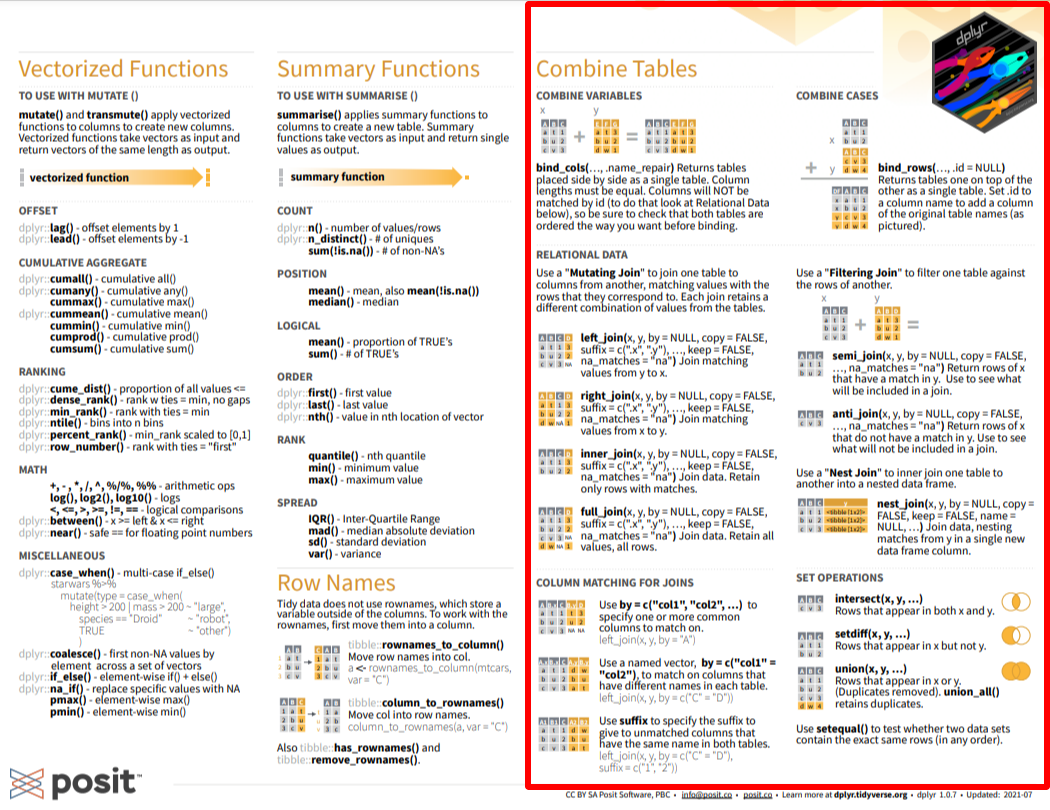 Vectorized Functions
TO USE WITH MUTATE ()
mutate() and transmute() apply vectorized
functions to columns to create new columns.
Vectorized functions take vectors as input and
return vectors of the same length as output.
vectorized function
OFFSET
dplyr::lag() - offset elements by 1
dplyr::lead() - offset elements by -1
CUMULATIVE AGGREGATE
dplyr::cumall() - cumulative all()
dplyr::cumany() - cumulative any()
cummax() - cumulative max()
dplyr::cummean() - cumulative mean()
cummin() - cumulative min()
cumprod() - cumulative prod()
cumsum() - cumulative sum()
RANKING
dplyr::cume_dist() - proportion of all values <=
dplyr::dense_rank() - rank w ties = min, no gaps
dplyr::min_rank() - rank with ties = min
dplyr::ntile() - bins into n bins
dplyr::percent_rank() - min_rank scaled to [0,1]
dplyr::row_number() - rank with ties = "first"
MATH
+, - , *, /, ^, %/%, %% - arithmetic ops
log(), log2(), log10() - logs
<, <=, >, >=, !=, == - logical comparisons
dplyr::between() - x >= left & x <= right
dplyr::near() - safe == for floating point numbers
MISCELLANEOUS
dplyr::case_when() - multi-case if_else()
starwars %>%
mutate(type = case_when(
height > 200 | mass > 200 ~ "large",
species == "Droid" ~ "robot",
TRUE ~ "other")
)
dplyr::coalesce() - first non-NA values by
element across a set of vectors
dplyr::if_else() - element-wise if() + else()
dplyr::na_if() - replace specific values with NA
pmax() - element-wise max()
pmin() - element-wise min()
posit
Summary Functions
TO USE WITH SUMMARISE ()
summarise() applies summary functions to
columns to create a new table. Summary
functions take vectors as input and return single
values as output.
summary function
COUNT
dplyr::n() - number of values/rows
dplyr::n_distinct() - # of uniques
sum(!is.na()) - # of non-NA's
POSITION
mean() - mean, also mean(!is.na())
median() - median
LOGICAL
mean() - proportion of TRUE's
sum() - # of TRUE's
ORDER
dplyr::first() - first value
dplyr::last() - last value
dplyr::nth() - value in nth location of vector
RANK
quantile() - nth quantile
min() - minimum value
max() - maximum value
SPREAD
IQR() - Inter-Quartile Range
mad() - median absolute deviation
sd() - standard deviation
var() - variance
Row Names
Tidy data does not use rownames, which store a
variable outside of the columns. To work with the
rownames, first move them into a column.
tibble::rownames_to_column()
Move row names into col.
a <- rownames_to_column(mtcars,
var = "C")
tibble::column_to_rownames()
Move col into row names.
column_to_rownames(a, var = "C")
Also tibble::has_rownames() and
tibble::remove_rownames().
Combine Tables
dplyr
COMBINE VARIABLES
x y
+ =
bind_cols(…, .name_repair) Returns tables
placed side by side as a single table. Column
lengths must be equal. Columns will NOT be
matched by id (to do that look at Relational Data
below), so be sure to check that both tables are
ordered the way you want before binding.
COMBINE CASES
x
+ y
bind_rows(…, .id = NULL)
Returns tables one on top of the
other as a single table. Set .id to
a column name to add a column
of the original table names (as
pictured).
RELATIONAL DATA
Use a "Mutating Join" to join one table to
columns from another, matching values with the
rows that they correspond to. Each join retains a
different combination of values from the tables.
left_join(x, y, by = NULL, copy = FALSE,
suffix = c(".x", ".y"), …, keep = FALSE,
na_matches = "na") Join matching
values from y to x.
right_join(x, y, by = NULL, copy = FALSE,
suffix = c(".x", ".y"), …, keep = FALSE,
na_matches = "na") Join matching
values from x to y.
inner_join(x, y, by = NULL, copy = FALSE,
suffix = c(".x", ".y"), …, keep = FALSE,
na_matches = "na") Join data. Retain
only rows with matches.
full_join(x, y, by = NULL, copy = FALSE,
suffix = c(".x", ".y"), …, keep = FALSE,
na_matches = "na") Join data. Retain all
values, all rows.
COLUMN MATCHING FOR JOINS
Use by = c("col1", "col2", …) to
specify one or more common
columns to match on.
left_join(x, y, by = "A")
Use a named vector, by = c("col1" =
"col2"), to match on columns that
have different names in each table.
left_join(x, y, by = c("C" = "D"))
Use suffix to specify the suffix to
give to unmatched columns that
have the same name in both tables.
left_join(x, y, by = c("C" = "D"),
suffix = c("1", "2"))
Use a "Filtering Join" to filter one table against
the rows of another.
x y
+ =
semi_join(x, y, by = NULL, copy = FALSE,
…, na_matches = "na") Return rows of x
that have a match in y. Use to see what
will be included in a join.
anti_join(x, y, by = NULL, copy = FALSE,
…, na_matches = "na") Return rows of x
that do not have a match in y. Use to see
what will not be included in a join.
Use a "Nest Join" to inner join one table to
another into a nested data frame.
nest_join(x, y, by = NULL, copy =
FALSE, keep = FALSE, name =
NULL, …) Join data, nesting
matches from y in a single new
data frame column.
SET OPERATIONS
intersect(x, y, …)
Rows that appear in both x and y.
setdiff(x, y, …)
Rows that appear in x but not y.
union(x, y, …)
Rows that appear in x or y.
(Duplicates removed). union_all()
retains duplicates.
Use setequal() to test whether two data sets
contain the exact same rows (in any order).
CC BY SA Posit Software, PBC • info@posit.co • posit.co • Learn more at dplyr.tidyverse.org • dplyr 1.0.7 • Updated: 2021-07